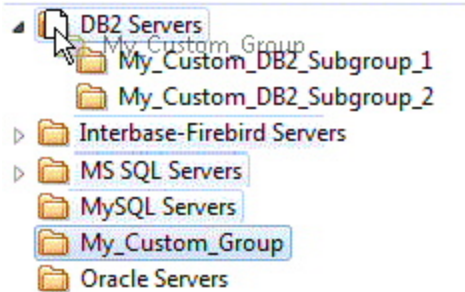 DB2 Servers
My_Custom_Group
My_Custom_DB2_Subgroup_1
My_Custom_DB2_Subgroup_2
Interbase-Firebird Servers
MS SQL Servers
MySQL Servers
My_Custom_Group
Oracle Servers